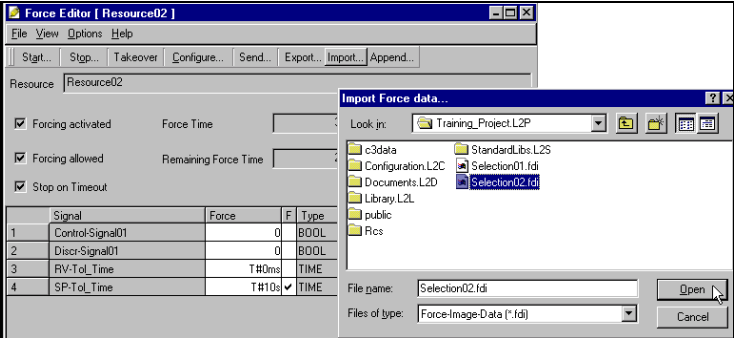 Force Editor [ Resource02 ]
File View Options Help
Start... Stop... Takeover Configure... Send... Export... Import... Append...
Resource Resource02
Forcing activated Force Time
Forcing allowed Remaining Force Time
Stop on Timeout
Signal Force F Type
1 Control-Signal01 0 BOOL
2 Discr-Signal01 0 BOOL
3 RV-Tol_Time T#0ms TIME
4 SP-Tol_Time T#10s TIME
Import Force data...
Look in: Training_Project.L2P
c3data
Configuration.L2C
Documents.L2D
Library.L2L
public
Rcs
StandardLibs.L2S
Selection01.fdi
Selection02.fdi
File name: Selection02.fdi Open
Files of type: Force-Image-Data (*.fdi) Cancel